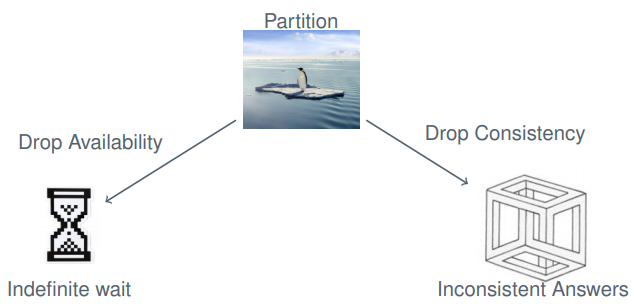 Partition
Drop Availability
Drop Consistency
Indefinite wait
Inconsistent Answers